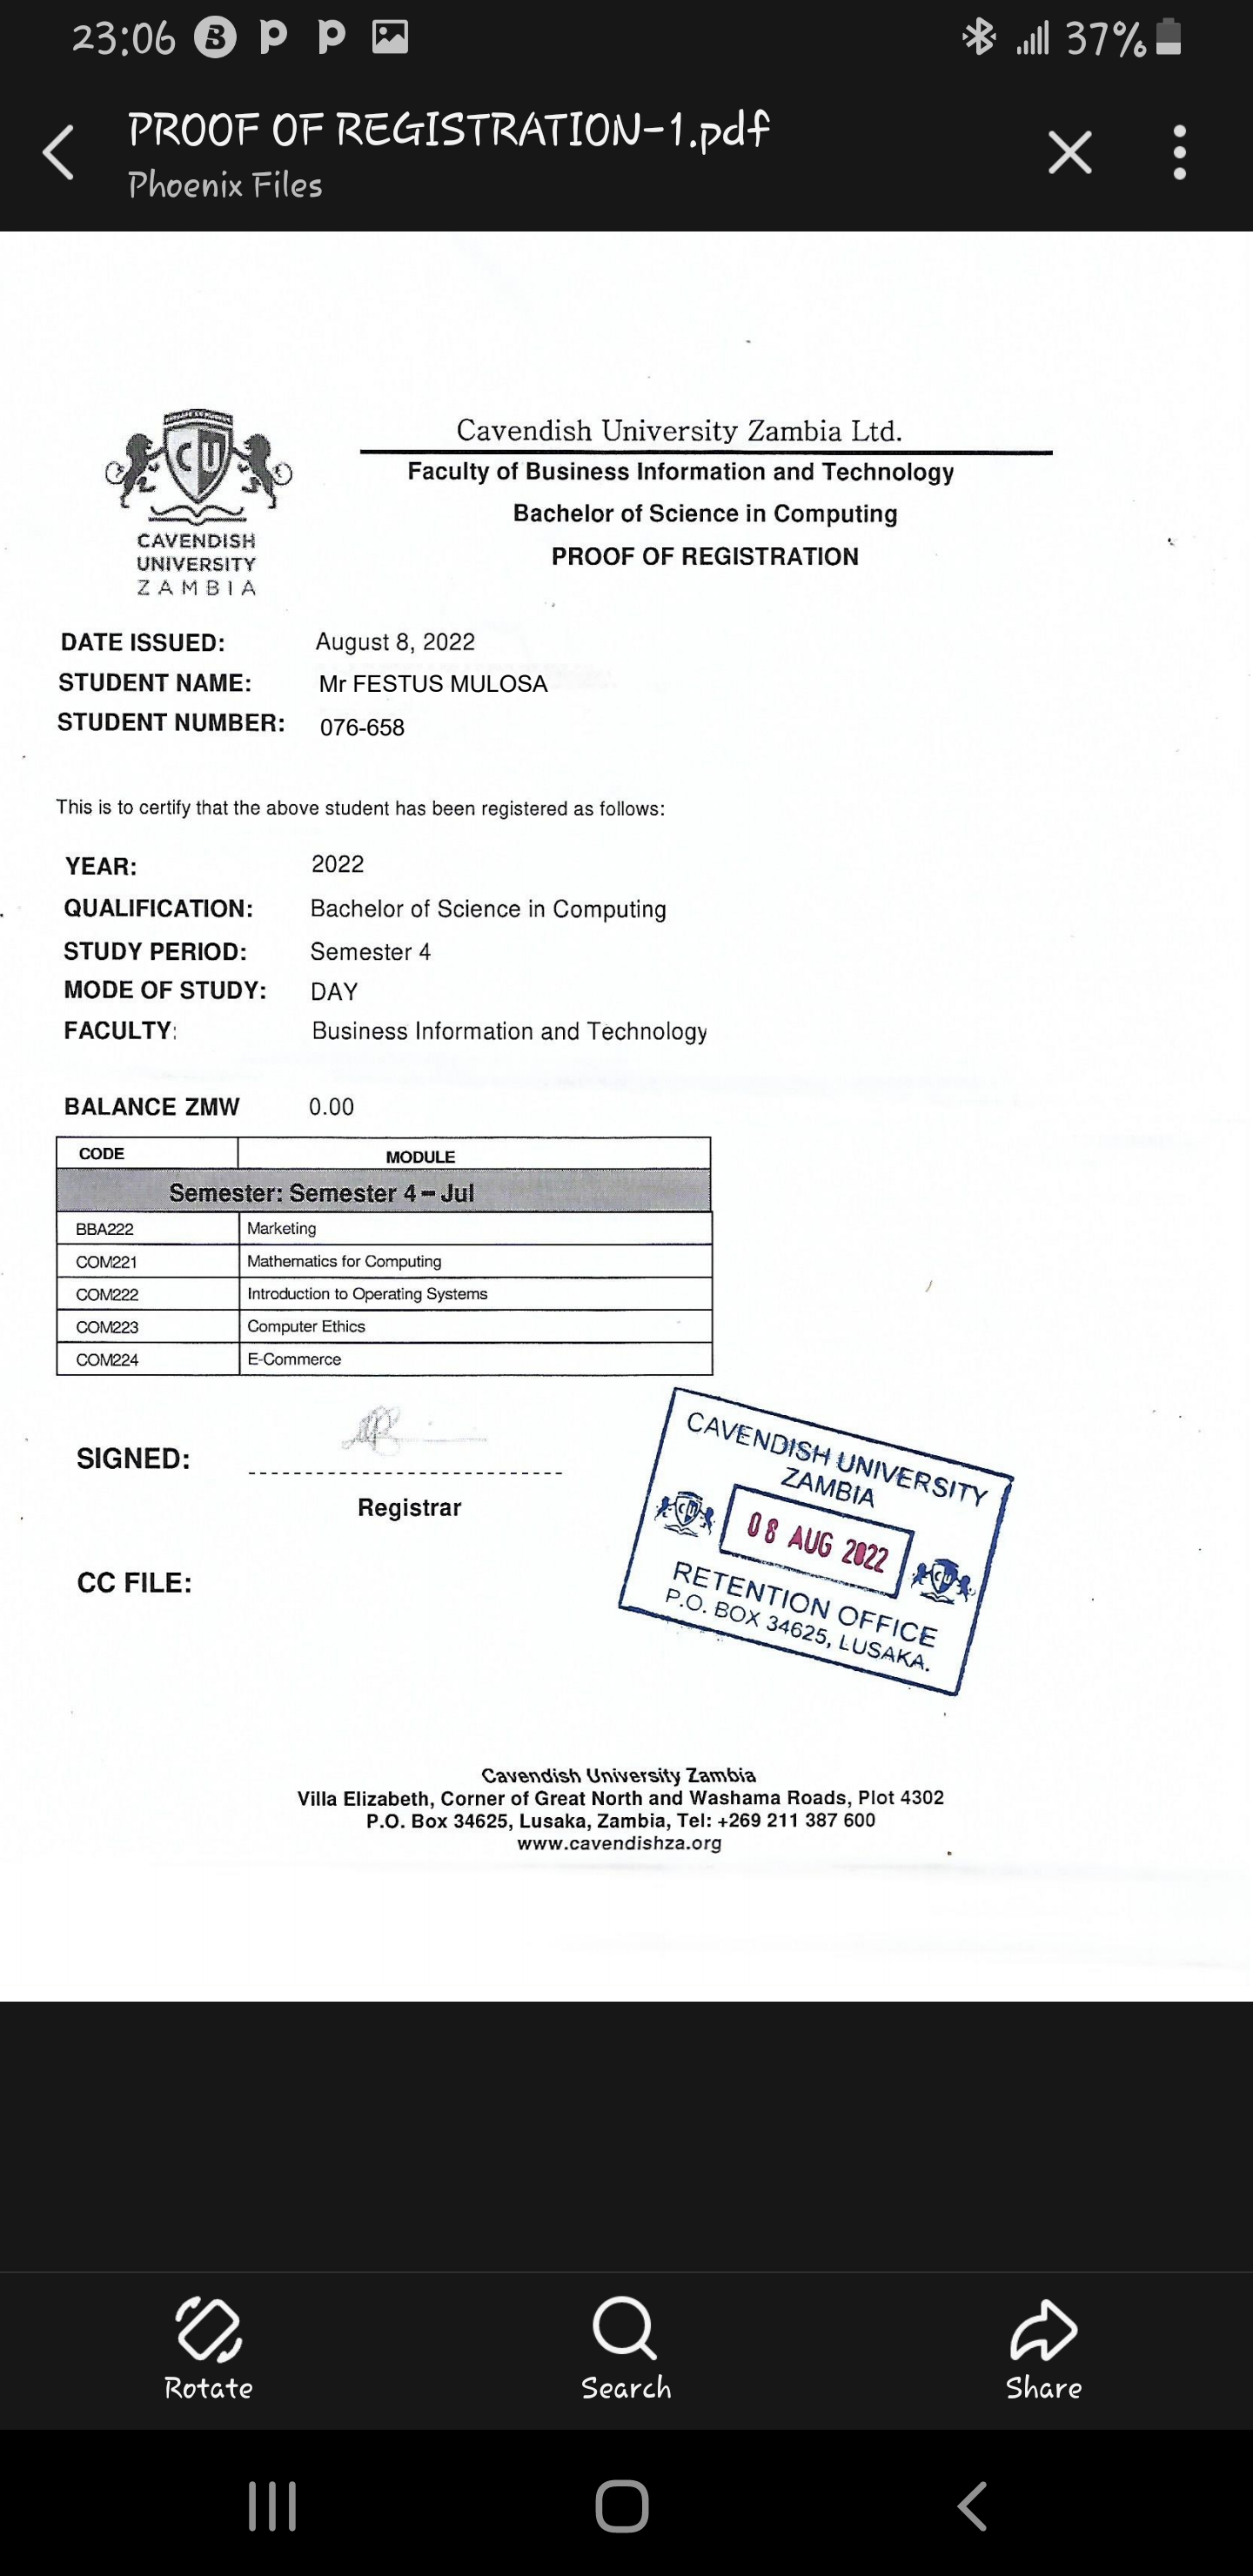 23:06 37%
PROOF OF REGISTRATION-1.pdf
Phoenix Files
CU
CAVENDISH
UNIVERSITY
ZAMBIA
Cavendish University Zambia Ltd.
Faculty of Business Information and Technology
Bachelor of Science in Computing
PROOF OF REGISTRATION
DATE ISSUED: August 8, 2022
STUDENT NAME: Mr FESTUS MULOSA
STUDENT NUMBER: 076-658
This is to certify that the above student has been registered as follows:
YEAR: 2022
QUALIFICATION: Bachelor of Science in Computing
STUDY PERIOD: Semester 4
MODE OF STUDY: DAY
FACULTY: Business Information and Technology
BALANCE ZMW 0.00
CODE MODULE
Semester: Semester 4 – Jul
BBA222 Marketing
COM221 Mathematics for Computing
COM222 Introduction to Operating Systems
COM223 Computer Ethics
COM224 E-Commerce
SIGNED:
Registrar
CC FILE:
CAVENDISH UNIVERSITY
ZAMBIA
08 AUG 2022
RETENTION OFFICE
P.O. BOX 34625, LUSAKA.
Cavendish University Zambia
Villa Elizabeth, Corner of Great North and Washama Roads, Plot 4302
P.O. Box 34625, Lusaka, Zambia, Tel: +269 211 387 600
www.cavendishza.org
Rotate Search Share